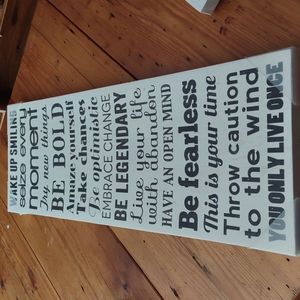 WAKE UP SMILING
seize every
moment
Try new things
BE BOLD
Amaze yourself
Take chances
Be optimistic
EMBRACE CHANGE
BE LEGENDARY
Live your life
with abandon
HAVE AN OPEN MIND
Be fearless
This is your time
Throw caution
to the wind
YOU ONLY LIVE ONCE